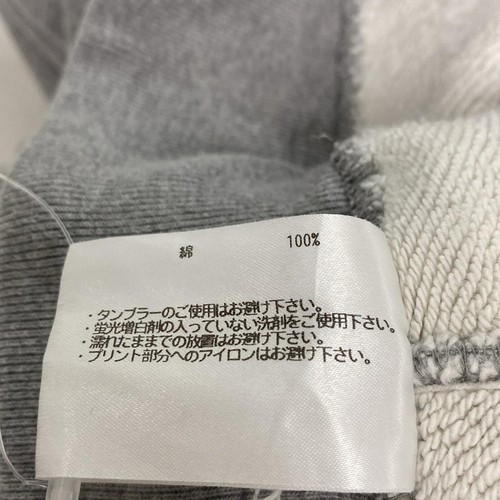 綿 100%
・タンブラーのご使用はお避け下さい。
・蛍光増白剤の入っていない洗剤をご使用下さい。
・濡れたままでの放置はお避け下さい。
・プリント部分へのアイロンはお避け下さい。